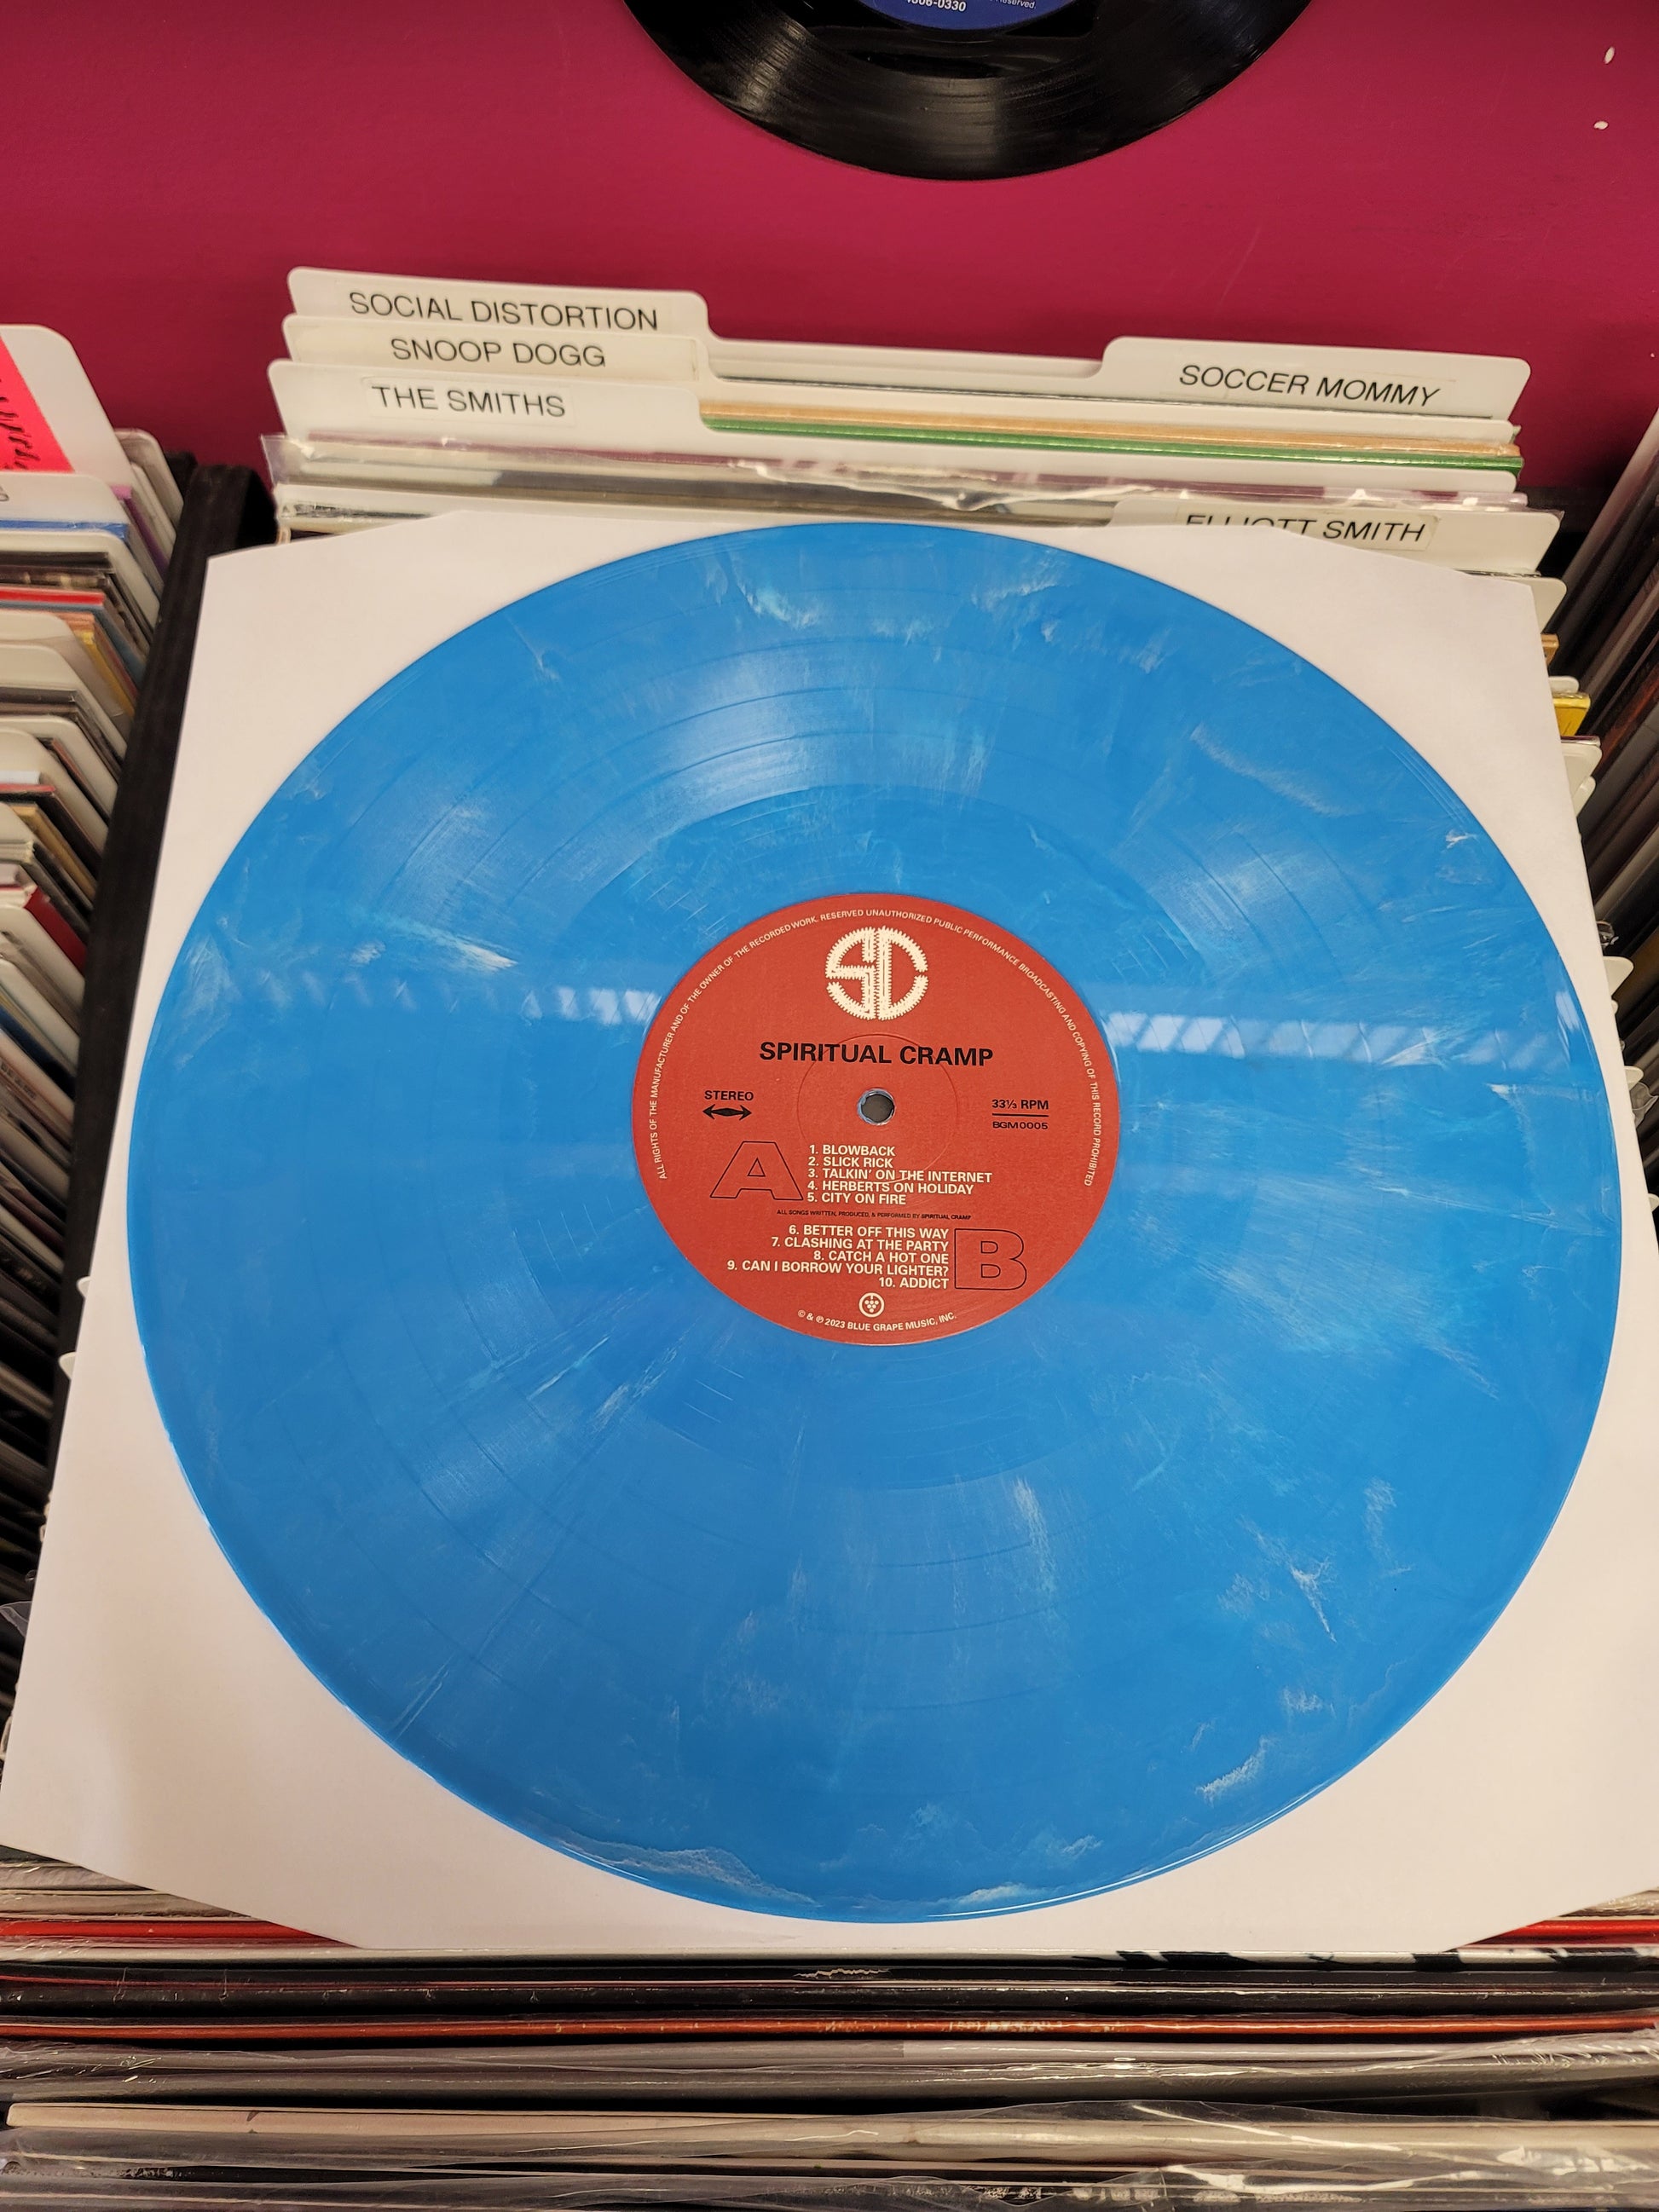 4506-0330
SOCIAL DISTORTION
SNOOP DOGG
SOCCER MOMMY
THE SMITHS
ELLIOTT SMITH
ALL RIGHTS OF THE MANUFACTURER AND OF THE OWNER OF THE RECORDED WORK. RESERVED UNAUTHORIZED PUBLIC PERFORMANCE BROADCASTING AND COPYING OF THIS RECORD PROHIBITED
SC
SPIRITUAL CRAMP
STEREO
33⅓ RPM
BGM0005
A
1. BLOWBACK
2. SLICK RICK
3. TALKIN' ON THE INTERNET
4. HERBERTS ON HOLIDAY
5. CITY ON FIRE
ALL SONGS WRITTEN, PRODUCED, & PERFORMED BY SPIRITUAL CRAMP
6. BETTER OFF THIS WAY
7. CLASHING AT THE PARTY
8. CATCH A HOT ONE
9. CAN I BORROW YOUR LIGHTER?
10. ADDICT
B
© & ℗ 2023 BLUE GRAPE MUSIC, INC.